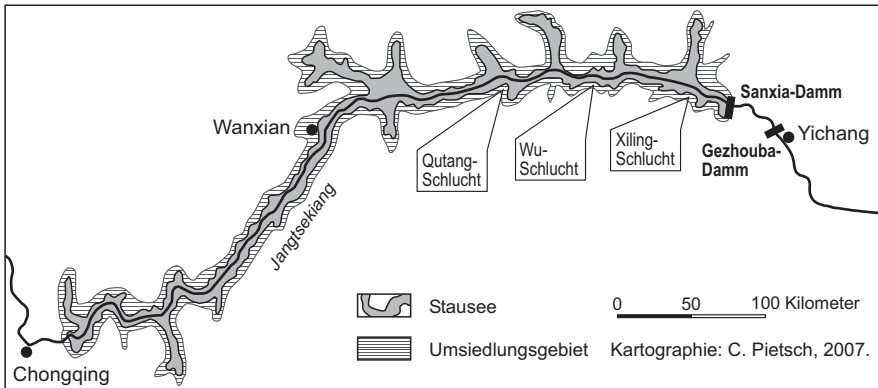 Sanxia-Damm
Wanxian
Yichang
Qutang-
Schlucht
Wu-
Schlucht
Xiling-
Schlucht
Gezhouba-
Damm
Jangtsekiang
Stausee
0 50 100 Kilometer
Umsiedlungsgebiet
Kartographie: C. Pietsch, 2007.
Chongqing